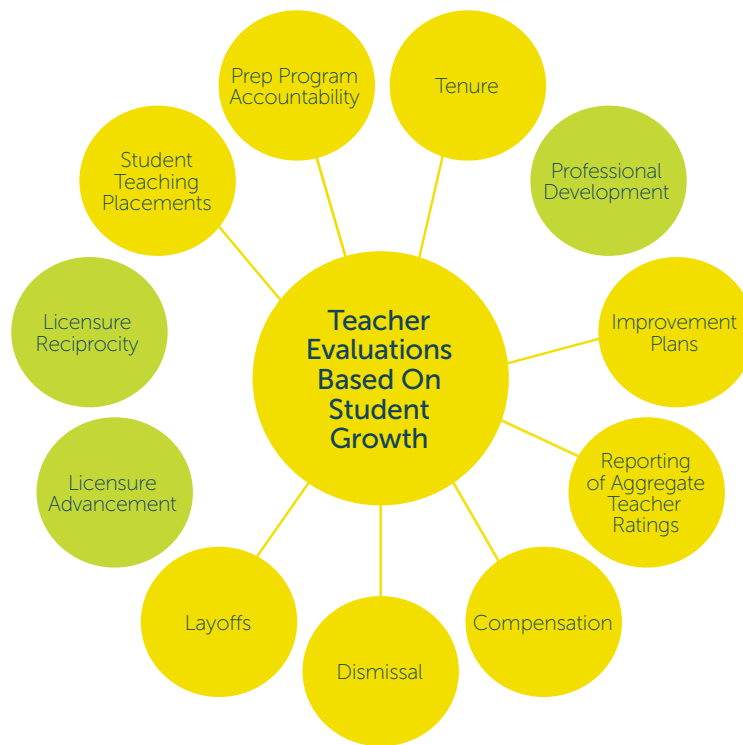 Prep Program
Accountability
Tenure
Student
Teaching
Placements
Professional
Development
Licensure
Reciprocity
Teacher
Evaluations
Based On
Student
Growth
Improvement
Plans
Licensure
Advancement
Reporting
of Aggregate
Teacher
Ratings
Layoffs
Compensation
Dismissal